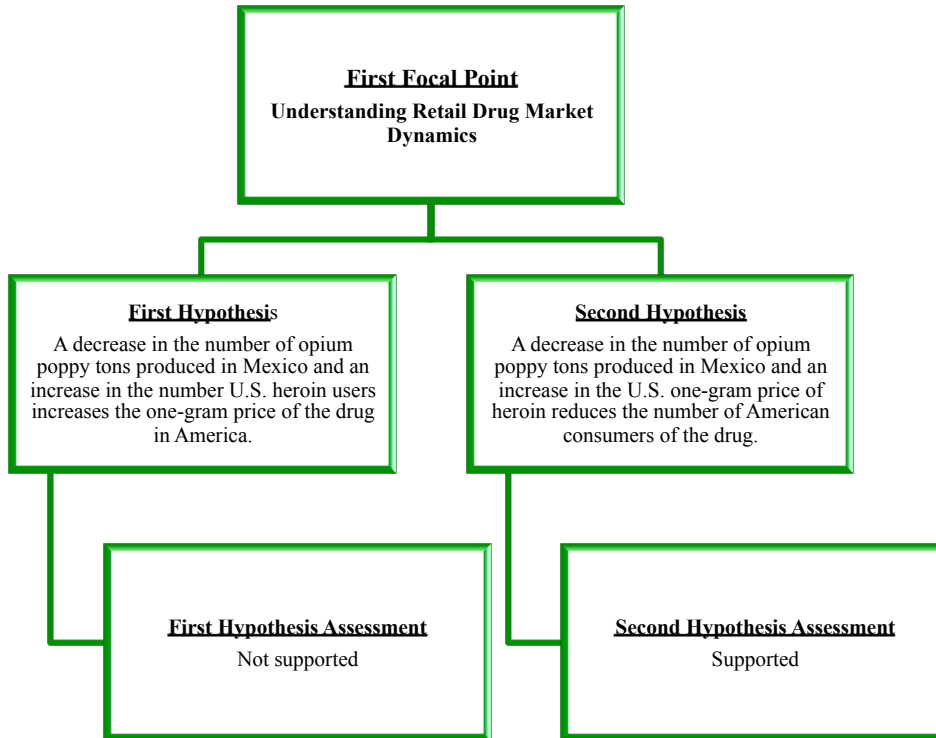 First Focal Point
Understanding Retail Drug Market
Dynamics
First Hypothesis
A decrease in the number of opium
poppy tons produced in Mexico and an
increase in the number U.S. heroin users
increases the one-gram price of the drug
in America.
Second Hypothesis
A decrease in the number of opium
poppy tons produced in Mexico and an
increase in the U.S. one-gram price of
heroin reduces the number of American
consumers of the drug.
First Hypothesis Assessment
Not supported
Second Hypothesis Assessment
Supported